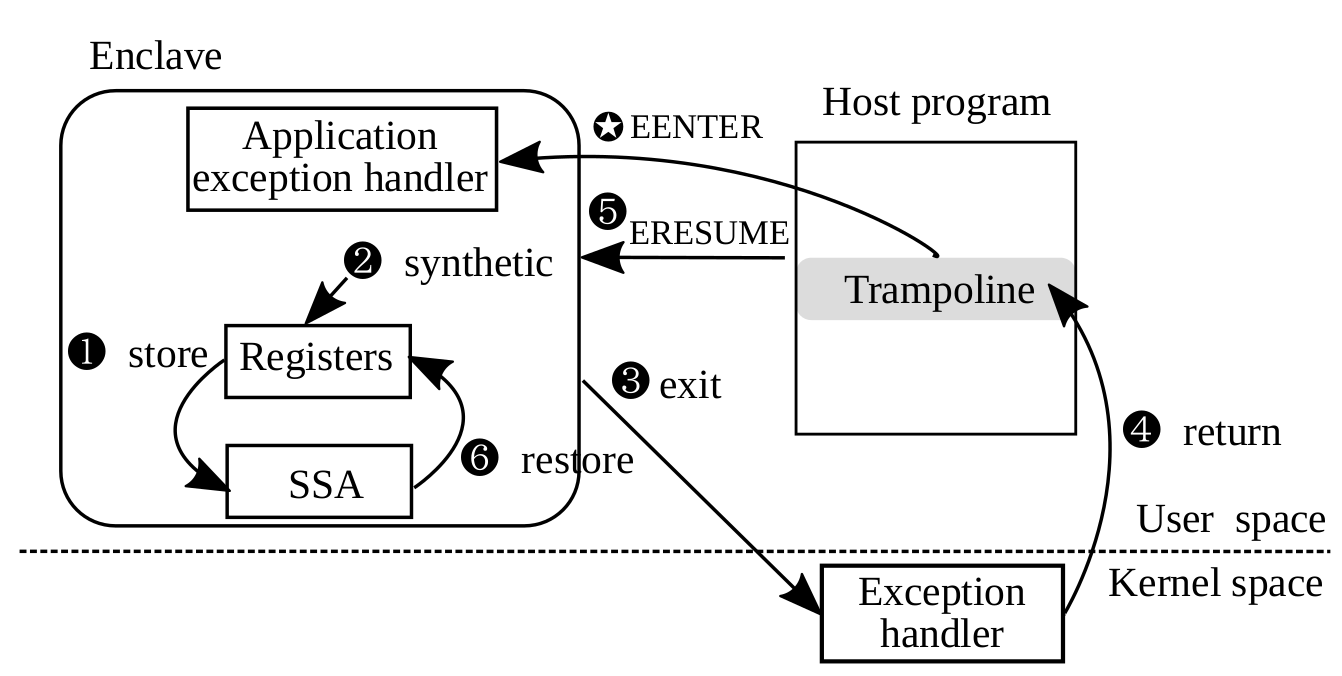 Enclave
Host program
Application
exception handler
✪ EENTER
❺ ERESUME
❷ synthetic
Trampoline
❶ store
Registers
❸ exit
❹ return
❻ restore
SSA
User space
Kernel space
Exception
handler